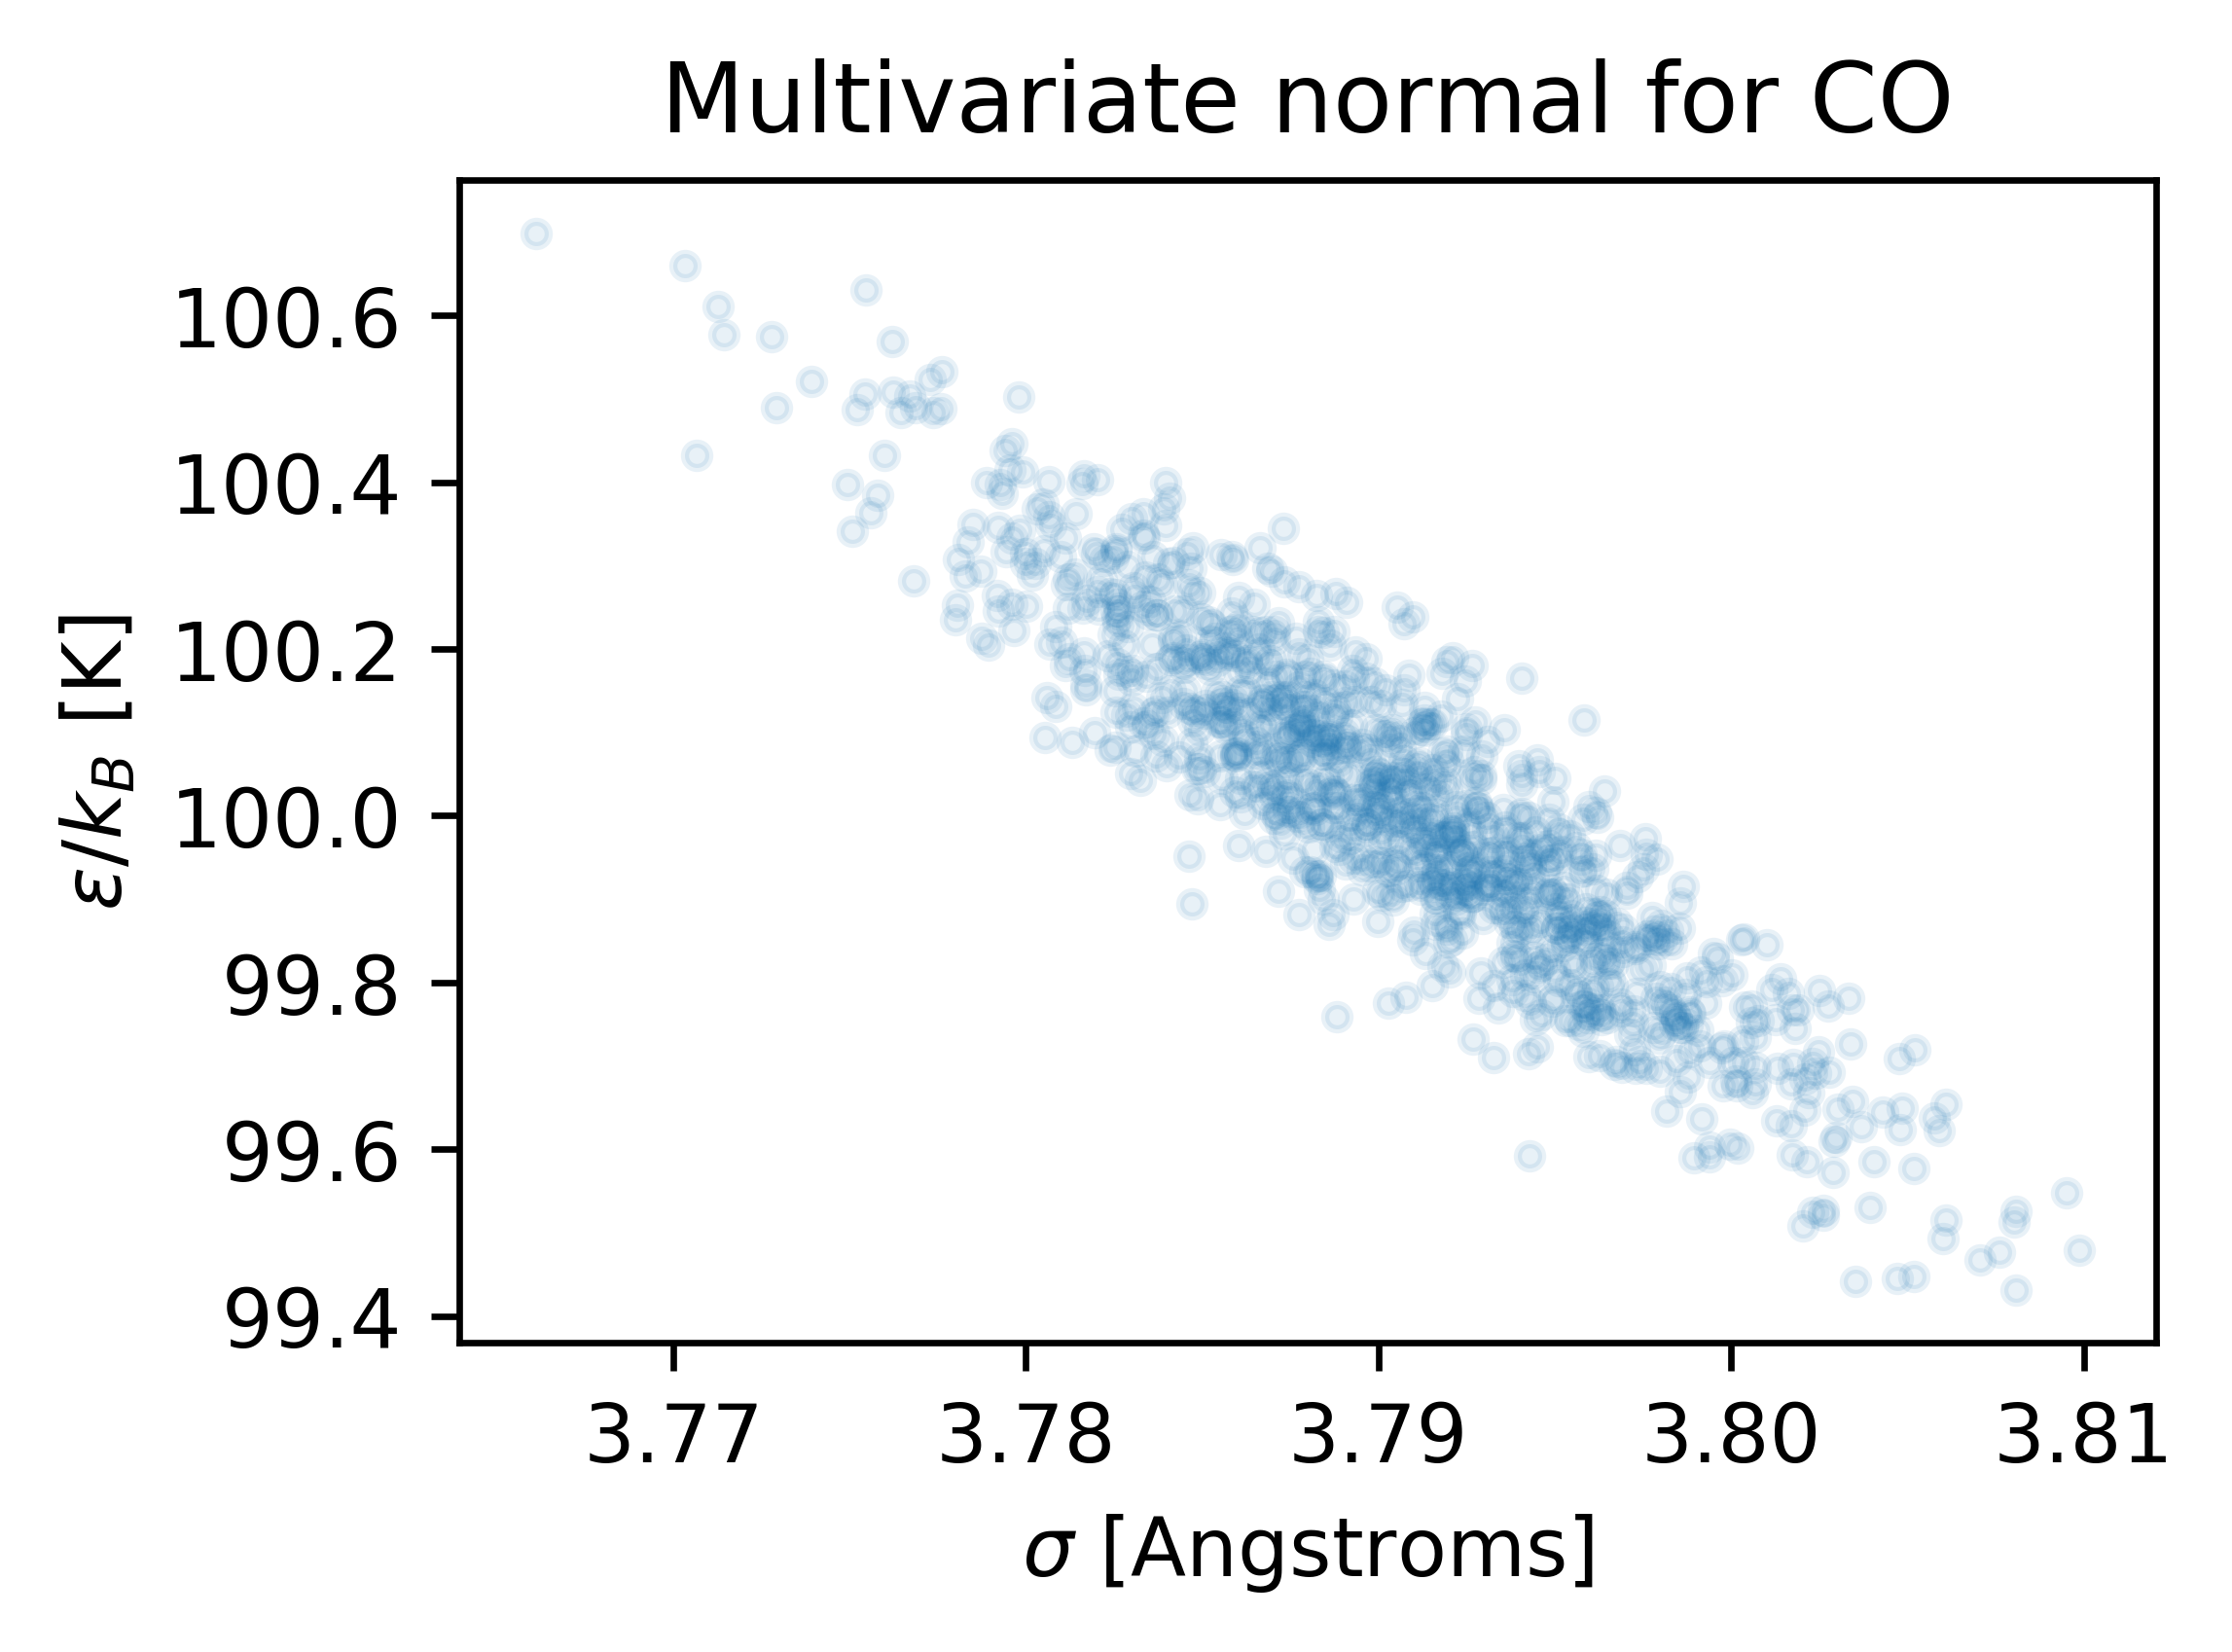 Multivariate normal for CO
ε/k_B [K]
100.6
100.4
100.2
100.0
99.8
99.6
99.4
3.77 3.78 3.79 3.80 3.81
σ [Angstroms]